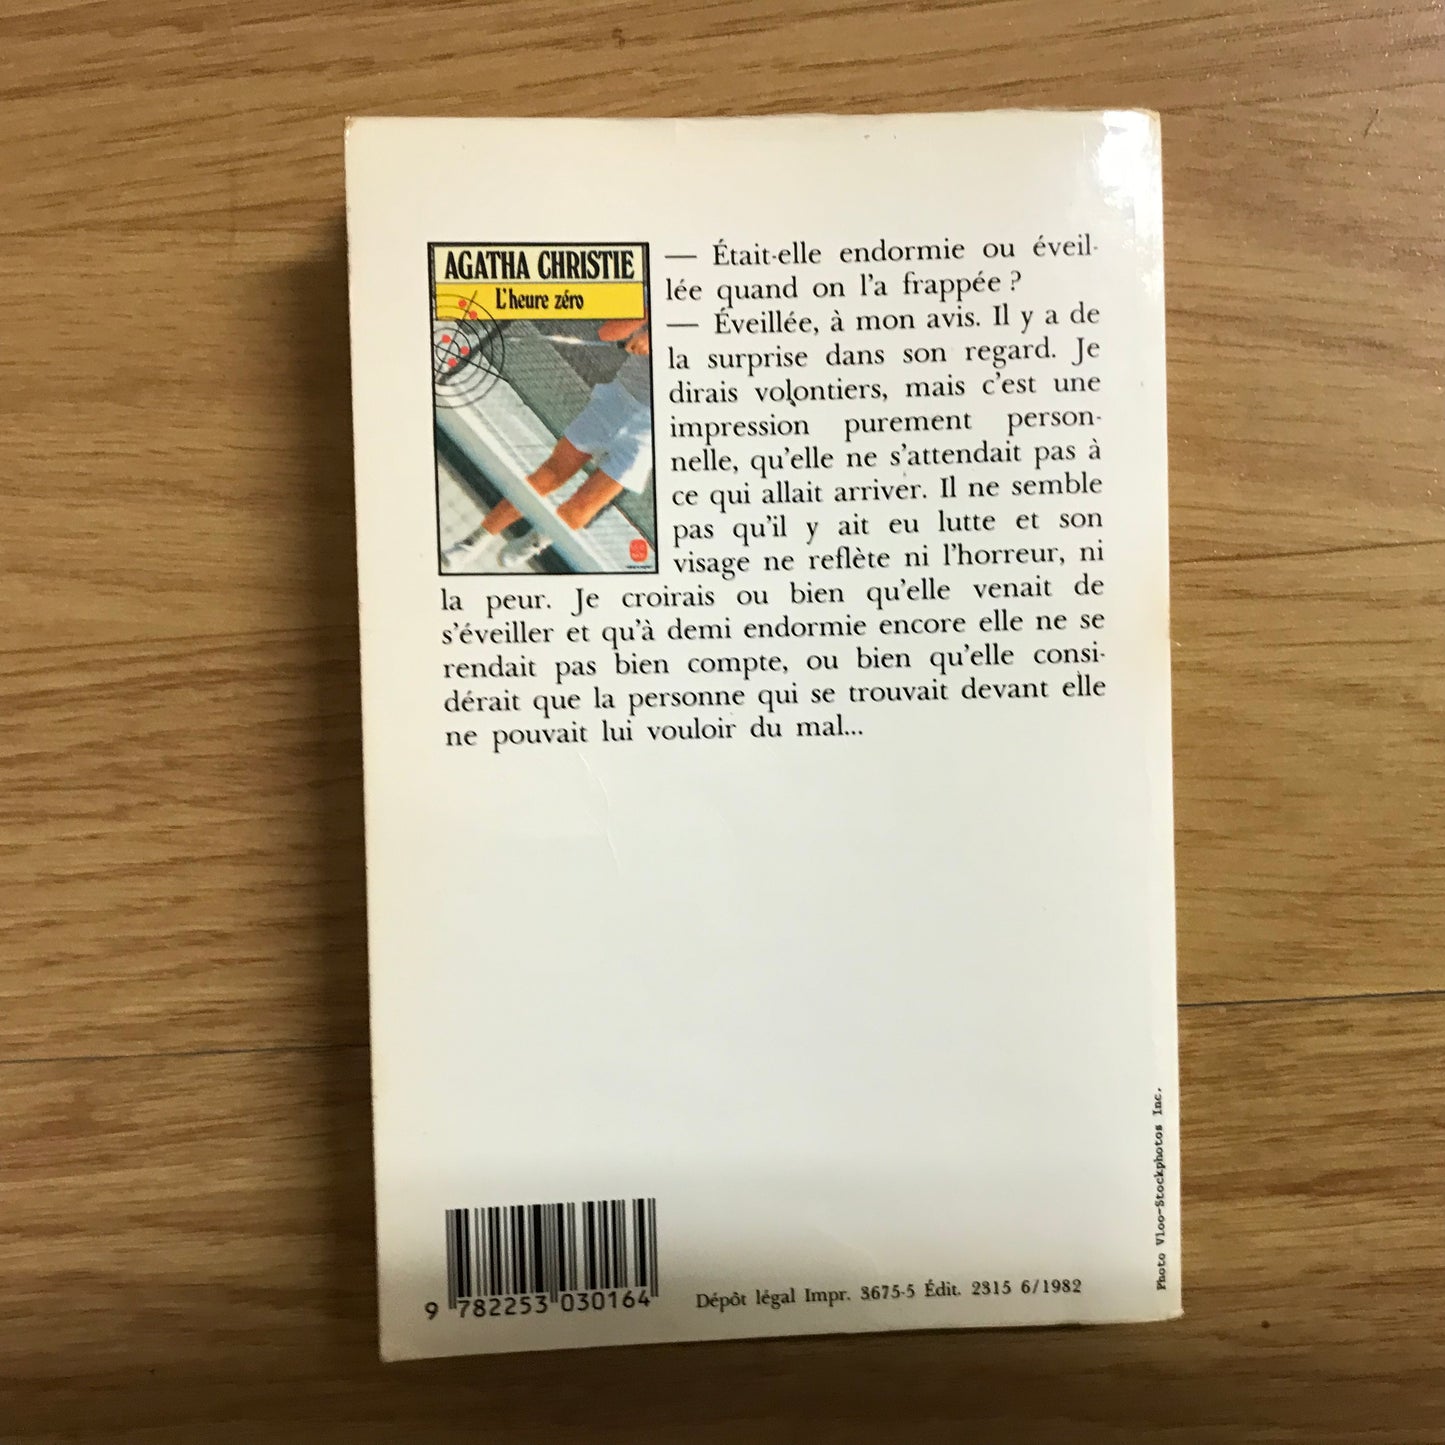 AGATHA CHRISTIE
L'heure zéro
— Était-elle endormie ou éveil-
lée quand on l'a frappée ?
— Éveillée, à mon avis. Il y a de
la surprise dans son regard. Je
dirais volontiers, mais c'est une
impression purement person-
nelle, qu'elle ne s'attendait pas à
ce qui allait arriver. Il ne semble
pas qu'il y ait eu lutte et son
visage ne reflète ni l'horreur, ni
la peur. Je croirais ou bien qu'elle venait de
s'éveiller et qu'à demi endormie encore elle ne se
rendait pas bien compte, ou bien qu'elle consi-
dérait que la personne qui se trouvait devant elle
ne pouvait lui vouloir du mal...
9 782253 030164
Dépôt légal Impr. 3675-5 Édit. 2315 6/1982
Photo Vloo-Stockphotos Inc.